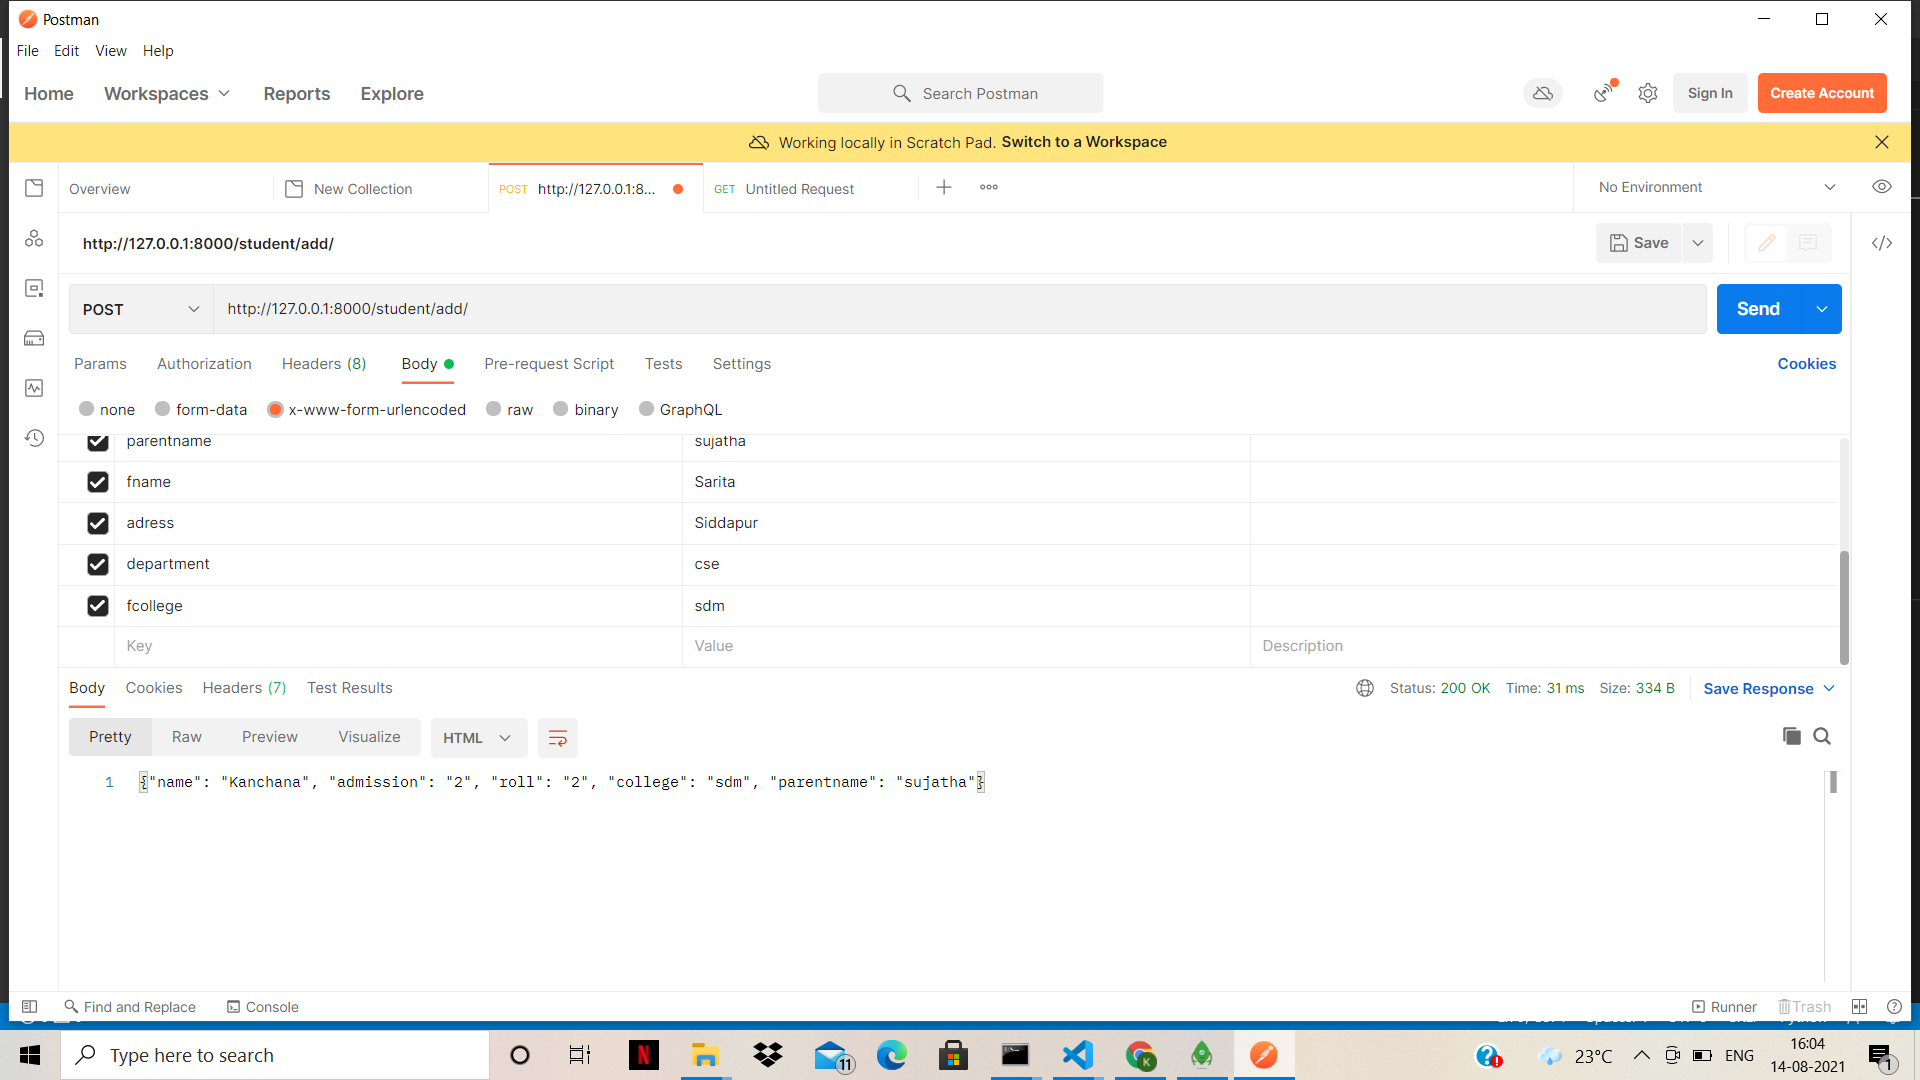 Postman
File Edit View Help
Home Workspaces Reports Explore Search Postman Sign In Create Account
Working locally in Scratch Pad. Switch to a Workspace
Overview New Collection POST http://127.0.0.1:8... GET Untitled Request No Environment
http://127.0.0.1:8000/student/add/ Save
POST http://127.0.0.1:8000/student/add/ Send
Params Authorization Headers (8) Body Pre-request Script Tests Settings Cookies
none form-data x-www-form-urlencoded raw binary GraphQL
parentname sujatha
fname Sarita
adress Siddapur
department cse
fcollege sdm
Key Value Description
Body Cookies Headers (7) Test Results Status: 200 OK Time: 31 ms Size: 334 B Save Response
Pretty Raw Preview Visualize HTML
1 {"name": "Kanchana", "admission": "2", "roll": "2", "college": "sdm", "parentname": "sujatha"}
Find and Replace Console Runner Trash
Type here to search 11 K 23°C ENG 16:04
14-08-2021 1